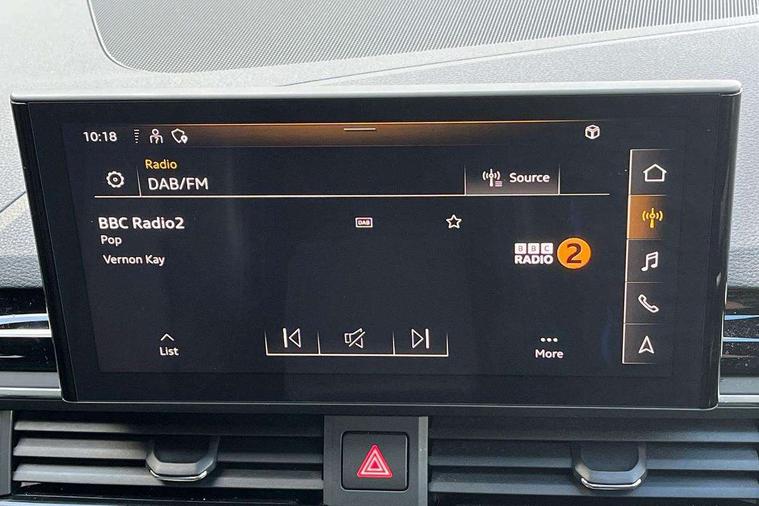 10:18
Radio
DAB/FM
Source
BBC Radio2
DAB
Pop
Vernon Kay
BBC
RADIO 2
List
More